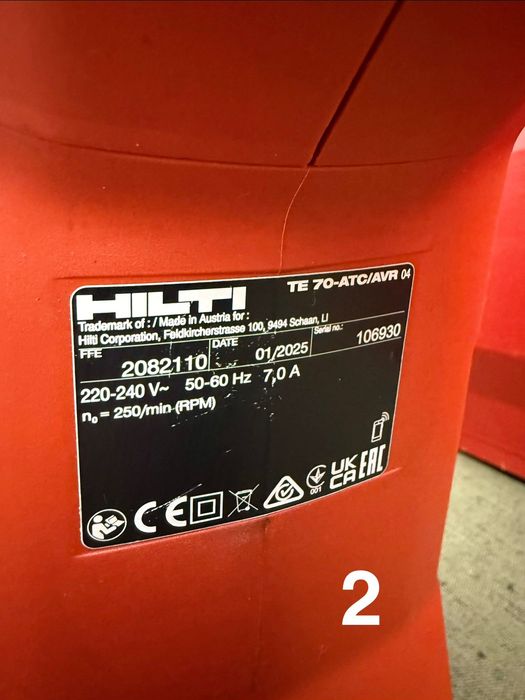 HILTI TE 70-ATC/AVR 04
Trademark of : / Made in Austria for :
Hilti Corporation, Feldkircherstrasse 100, 9494 Schaan, LI
FFE 2082110 DATE 01/2025 Serial no.: 106930
220-240 V~ 50-60 Hz 7,0 A
n₀ = 250/min (RPM)
CE 001 UK CA EAC
2